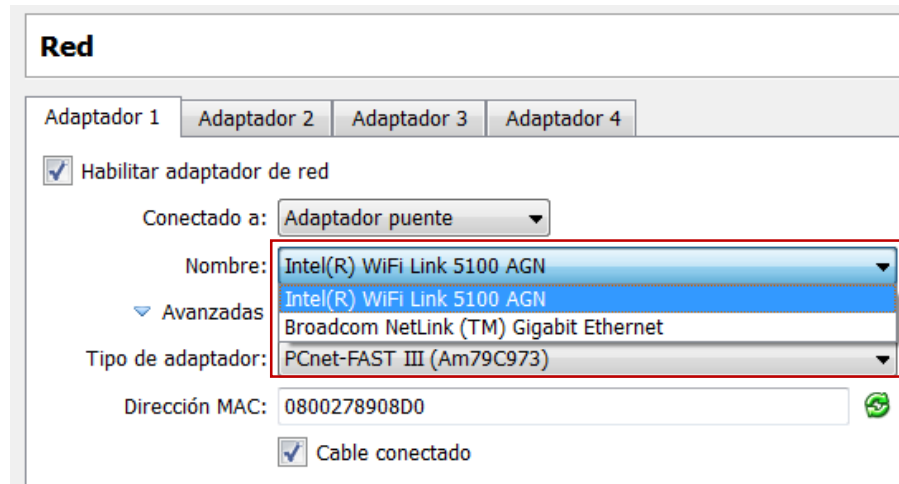 Red
Adaptador 1 Adaptador 2 Adaptador 3 Adaptador 4
Habilitar adaptador de red
Conectado a: Adaptador puente
Nombre: Intel(R) WiFi Link 5100 AGN
Intel(R) WiFi Link 5100 AGN
Avanzadas
Broadcom NetLink (TM) Gigabit Ethernet
Tipo de adaptador: PCnet-FAST III (Am79C973)
Dirección MAC: 0800278908D0
Cable conectado